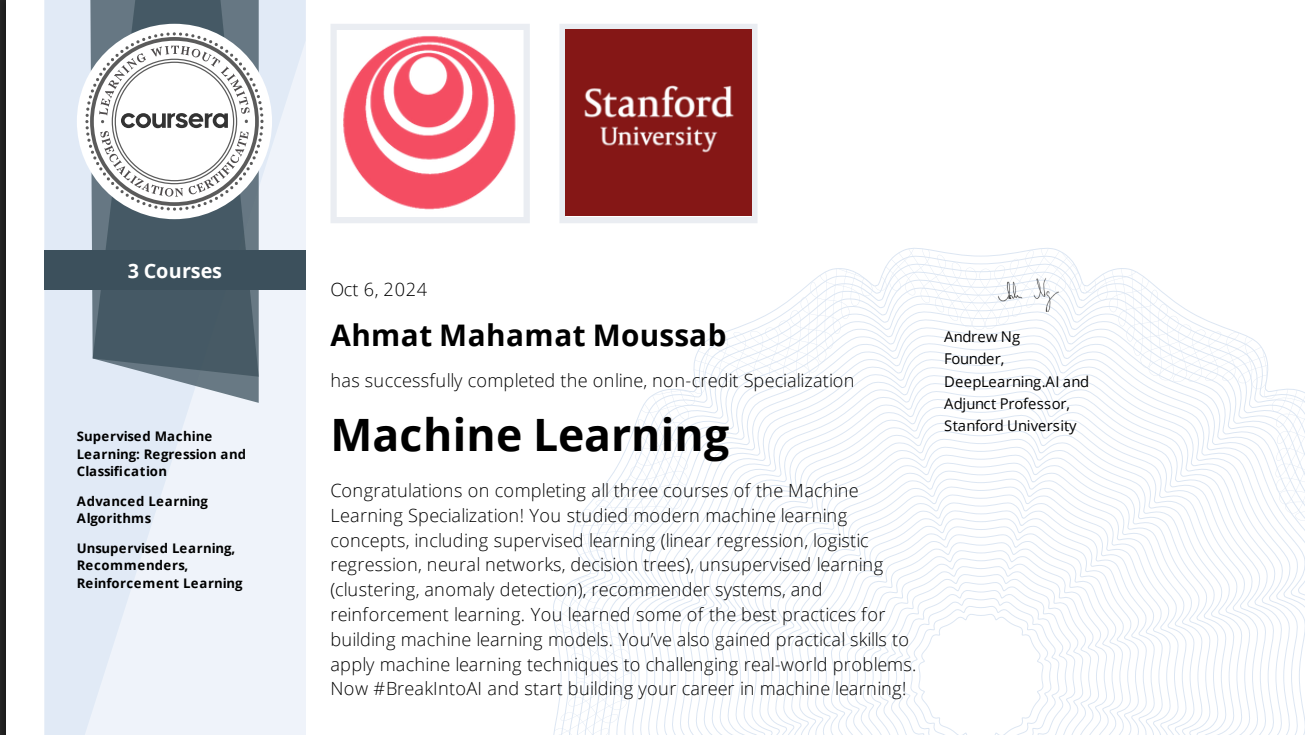 LEARNING WITHOUT LIMITS
coursera
SPECIALIZATION CERTIFICATE
3 Courses
Supervised Machine
Learning: Regression and
Classification
Advanced Learning
Algorithms
Unsupervised Learning,
Recommenders,
Reinforcement Learning
Stanford
University
Oct 6, 2024
Ahmat Mahamat Moussab
has successfully completed the online, non-credit Specialization
Machine Learning
Congratulations on completing all three courses of the Machine
Learning Specialization! You studied modern machine learning
concepts, including supervised learning (linear regression, logistic
regression, neural networks, decision trees), unsupervised learning
(clustering, anomaly detection), recommender systems, and
reinforcement learning. You learned some of the best practices for
building machine learning models. You’ve also gained practical skills to
apply machine learning techniques to challenging real-world problems.
Now #BreakIntoAI and start building your career in machine learning!
Andrew Ng
Founder,
DeepLearning.AI and
Adjunct Professor,
Stanford University